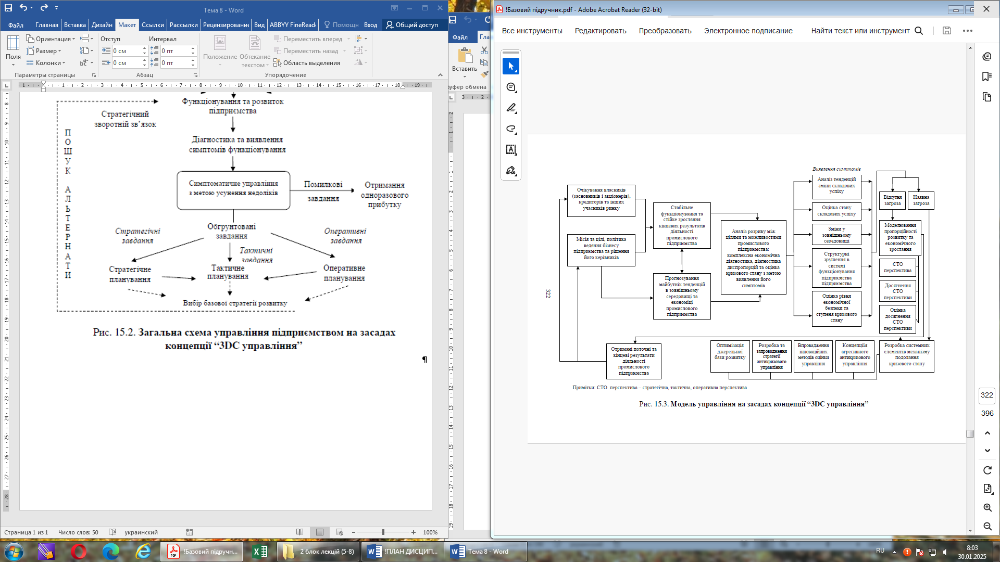 Тема 8 - Word
Файл
Главная
Вставка
Дизайн
Макет
Ссылки
Рассылки
Рецензировани
Вид
ABBYY FineReade
Помощн
Вход
Общий доступ
Поля
Ориентация
Размер
Колонки
Параметры страницы
Отступ
0 см
0 см
Интервал
0 пт
0 пт
Абзац
Положение
Обтекание
текстом
Переместить вперед
Переместить назад
Область выделения
Упорядочение
Функціонування та розвиток
підприємства
Стратегічний
зворотній зв’язок
ПОШУК АЛЬТЕРНАТИ
Діагностика та виявлення
симптомів функціонування
Симптоматичне управління
з метою усунення недоліків
Помилкові
завдання
Отримання
одноразового
прибутку
Обгрунтовані
завдання
Стратегічні
завдання
Оперативні
завдання
Тактичні
завдання
Стратегічне
планування
Тактичне
планування
Оперативне
планування
Вибір базової стратегії розвитку
Рис. 15.2. Загальна схема управління підприємством на засадах
концепції “3DC управління”
¶
Страница 1 из 1
Число слов: 50
украинский
100%
Файл
Гла
Вставить
буфер обмена
!Базовий підручник.pdf - Adobe Acrobat Reader (32-bit)
Все инструменты
Редактировать
Преобразовать
Электронное подписание
Найти текст или инструмент
Виявлення симптомів
Очікування власників
(засновників і акціонерів),
кредиторів та інших
учасників ринку
Місія та цілі, політика
ведення бізнесу
підприємства та рішення
його керівників
Стабільне
функціонування та
стійке зростання
кінцевих результатів
діяльності
промислового
підприємства
Прогнозування
майбутніх тенденцій
в зовнішньому
середовищі та
економіці
промислового
підприємства
Аналіз розриву між
цілями та можливостями
промислового
підприємства:
комплексна економічна
діагностика, діагностика
диспропорцій та оцінка
кризового стану з метою
виявлення його
симптомів
Аналіз тенденцій
зміни складових
успіху
Оцінка стану
складових успіху
Зміни у
зовнішньому
середовищі
Структурні
зрушення в
системі
функціонування
підприємства
підприємства
Оцінка рівня
економічної
безпеки та
ступеня кризового
стану
Відсутня
загроза
Наявна
загроза
Моделювання
пропорційності
розвитку та
економічного
зростання
СТО
перспектива
Досягнення
СТО
перспективи
Оцінка
досягнення
СТО
перспективи
Отримані поточні та
кінцеві результати
діяльності
промислового
підприємства
Оптимізація
джерельної
бази розвитку
Розробка та
запровадження
стратегії
антикризового
управління
Впровадження
інноваційних
методів оцінки
управління
Концепціія
агресивного
антикризового
управління
Розробка системних
елементів механізму
подолання
кризового стану
322
Примітки: СТО перспектива – стратегічна, тактична, оперативна перспектива
Рис. 15.3. Модель управління на засадах концепції “3DC управління”
322
396
!Базовий підручн...
2 блок лекцій (5-8)
!ПЛАН ДИСЦИП...
Тема 8 - Word
RU
8:03
30.01.2025